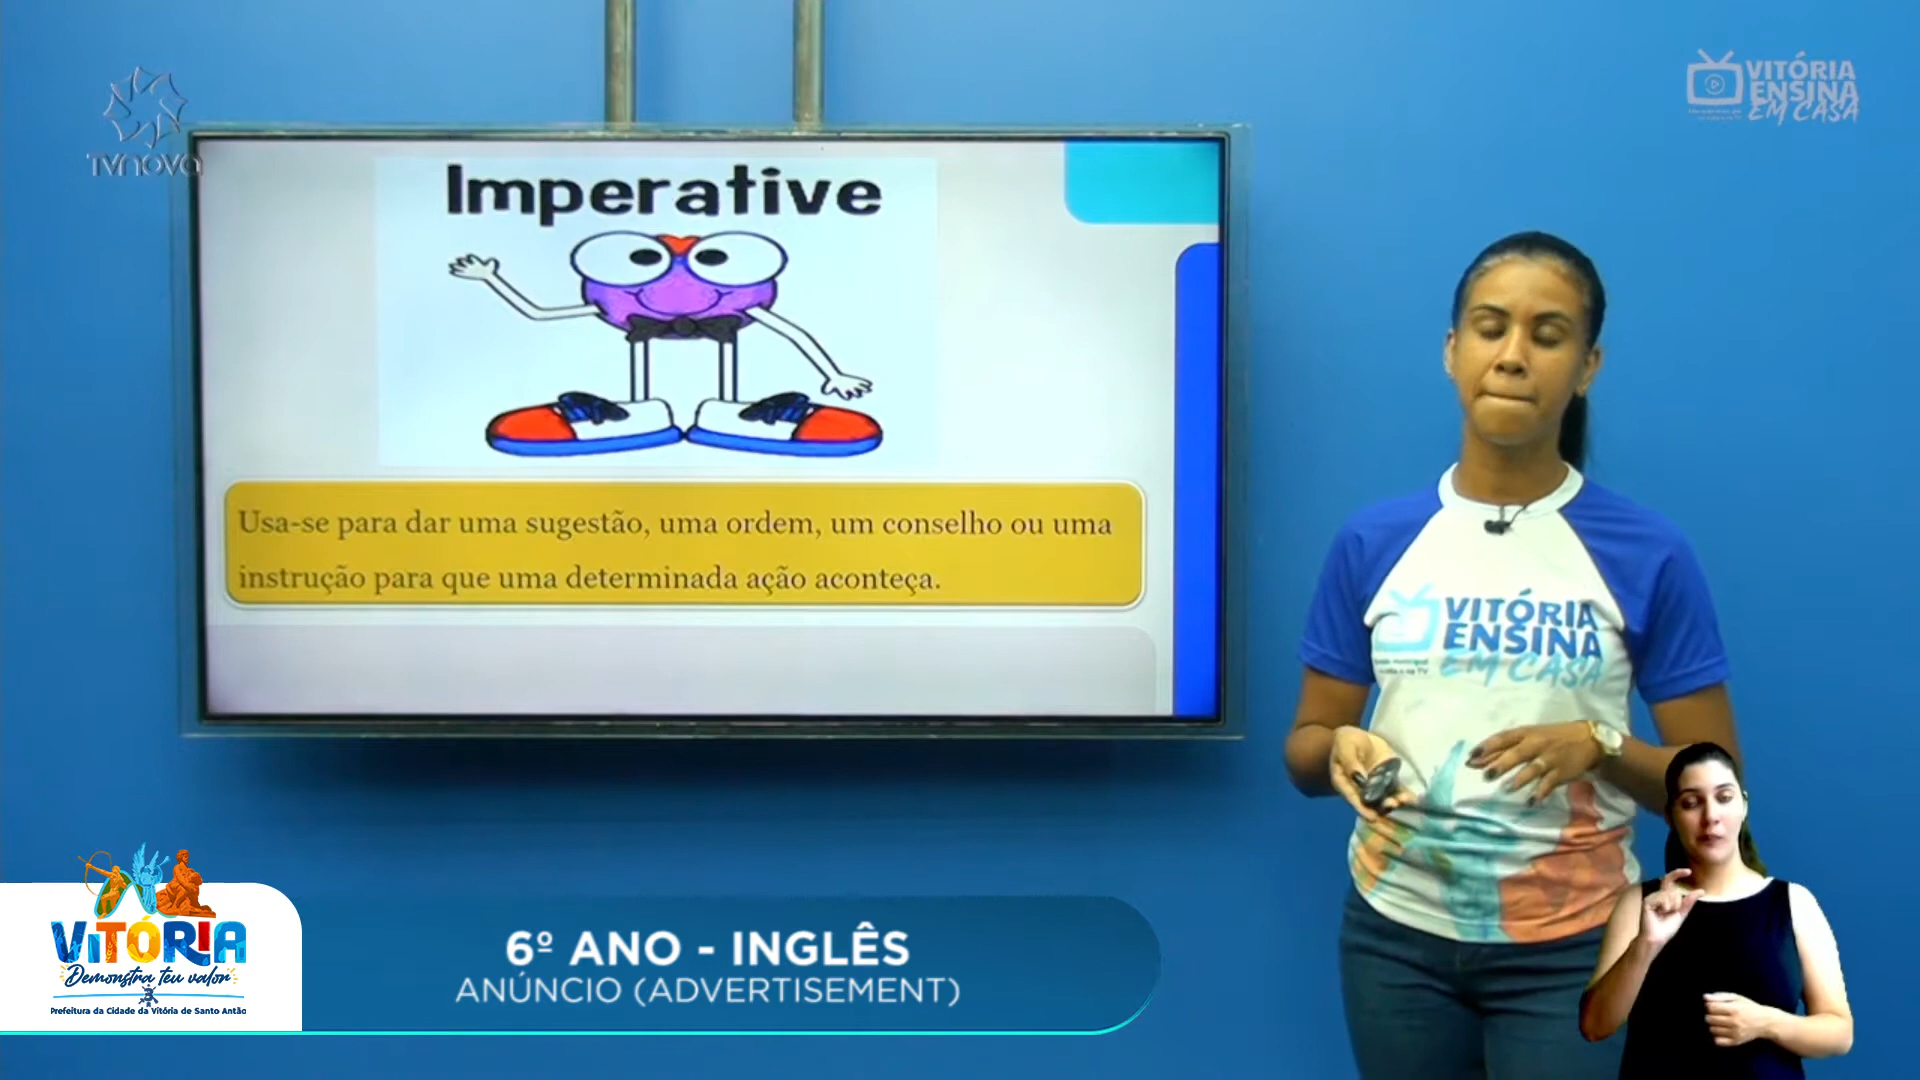 TVnova
VITÓRIA
ENSINA
EM CASA
Imperative
Usa-se para dar uma sugestão, uma ordem, um conselho ou uma
instrução para que uma determinada ação aconteça.
VITÓRIA
ENSINA
EM CASA
VITÓRIA
Demonstra teu valor
Prefeitura da Cidade da Vitória de Santo Antão
6º ANO - INGLÊS
ANÚNCIO (ADVERTISEMENT)